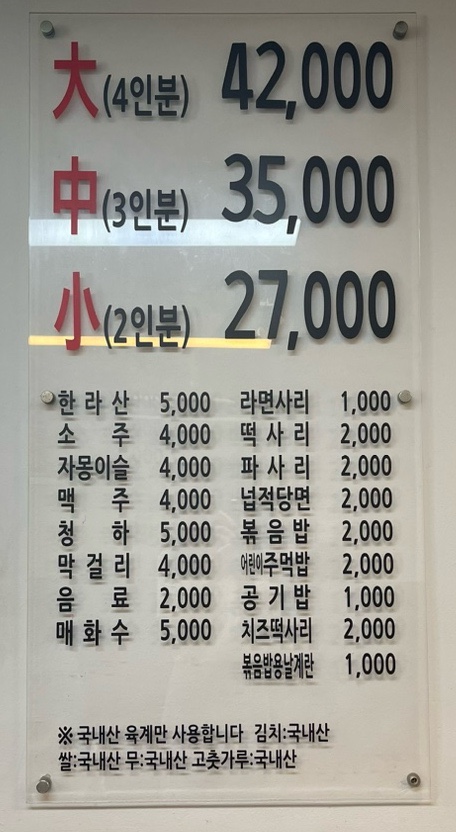 大(4인분) 42,000
中(3인분) 35,000
小(2인분) 27,000
한라산 5,000 라면사리 1,000
소주 4,000 떡사리 2,000
자몽이슬 4,000 파사리 2,000
맥주 4,000 넙적당면 2,000
청하 5,000 볶음밥 2,000
막걸리 4,000 어린이주먹밥 2,000
음료 2,000 공기밥 1,000
매화수 5,000 치즈떡사리 2,000
볶음밥용날계란 1,000
※ 국내산 육계만 사용합니다 김치:국내산
쌀:국내산 무:국내산 고춧가루:국내산